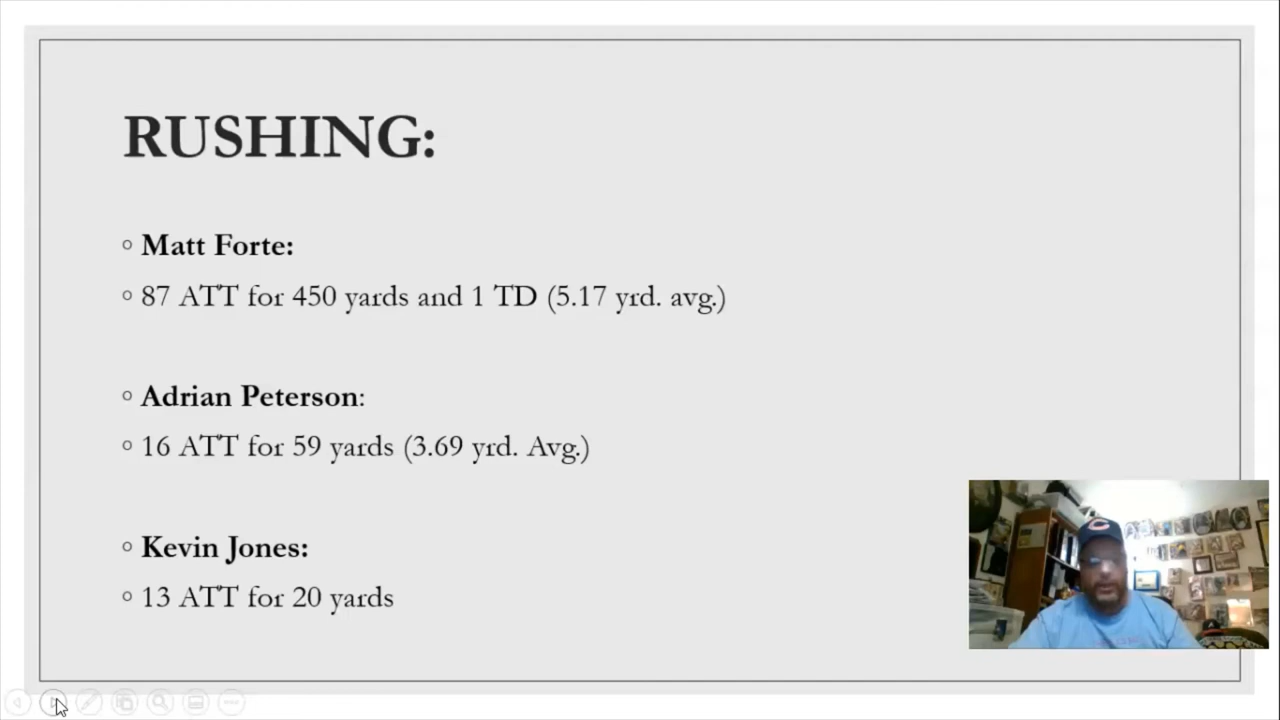 RUSHING:
Matt Forte:
87 ATT for 450 yards and 1 TD (5.17 yrd. avg.)
Adrian Peterson:
16 ATT for 59 yards (3.69 yrd. Avg.)
Kevin Jones:
13 ATT for 20 yards